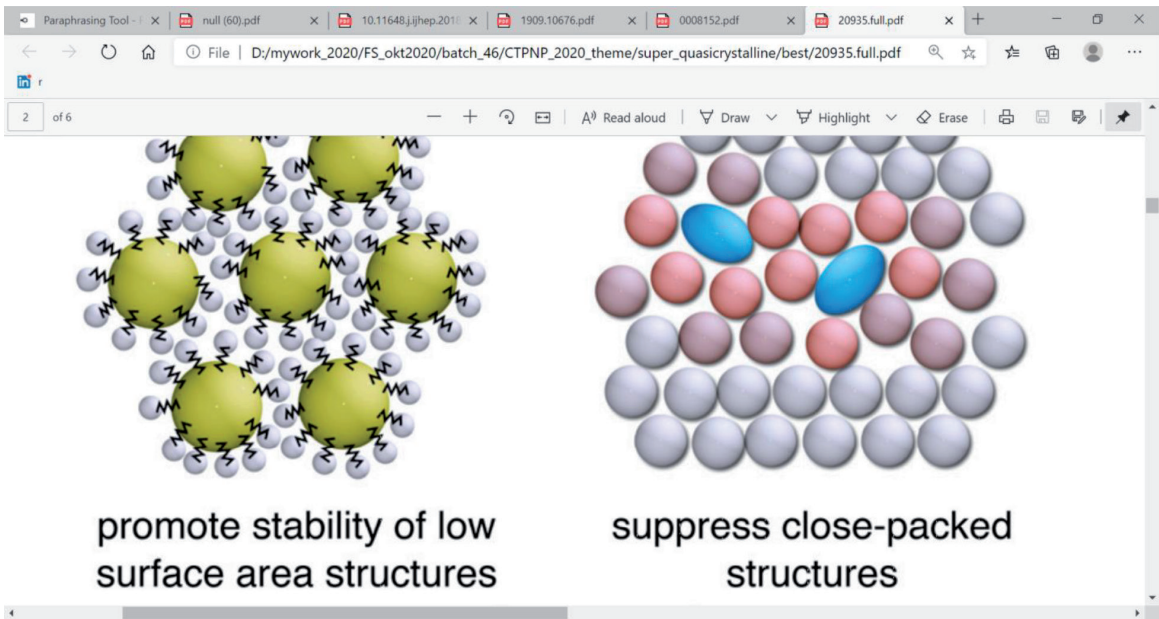 Paraphrasing Tool -
null (60).pdf
10.11648.j.ijhep.201
1909.10676.pdf
0008152.pdf
20935.full.pdf
File | D:/mywork_2020/FS_okt2020/batch_46/CTPNP_2020_theme/super_quasicrystalline/best/20935.full.pdf
in r
2 of 6
Read aloud
Draw
Highlight
Erase
promote stability of low
surface area structures
suppress close-packed
structures